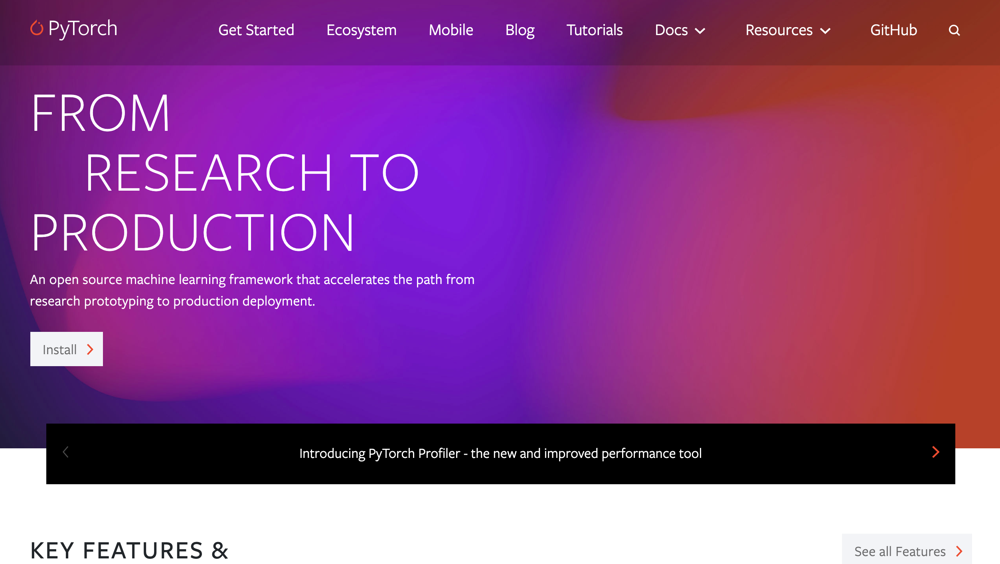 PyTorch
Get Started
Ecosystem
Mobile
Blog
Tutorials
Docs
Resources
GitHub
FROM
RESEARCH TO
PRODUCTION
An open source machine learning framework that accelerates the path from
research prototyping to production deployment.
Install
Introducing PyTorch Profiler - the new and improved performance tool
KEY FEATURES &
See all Features